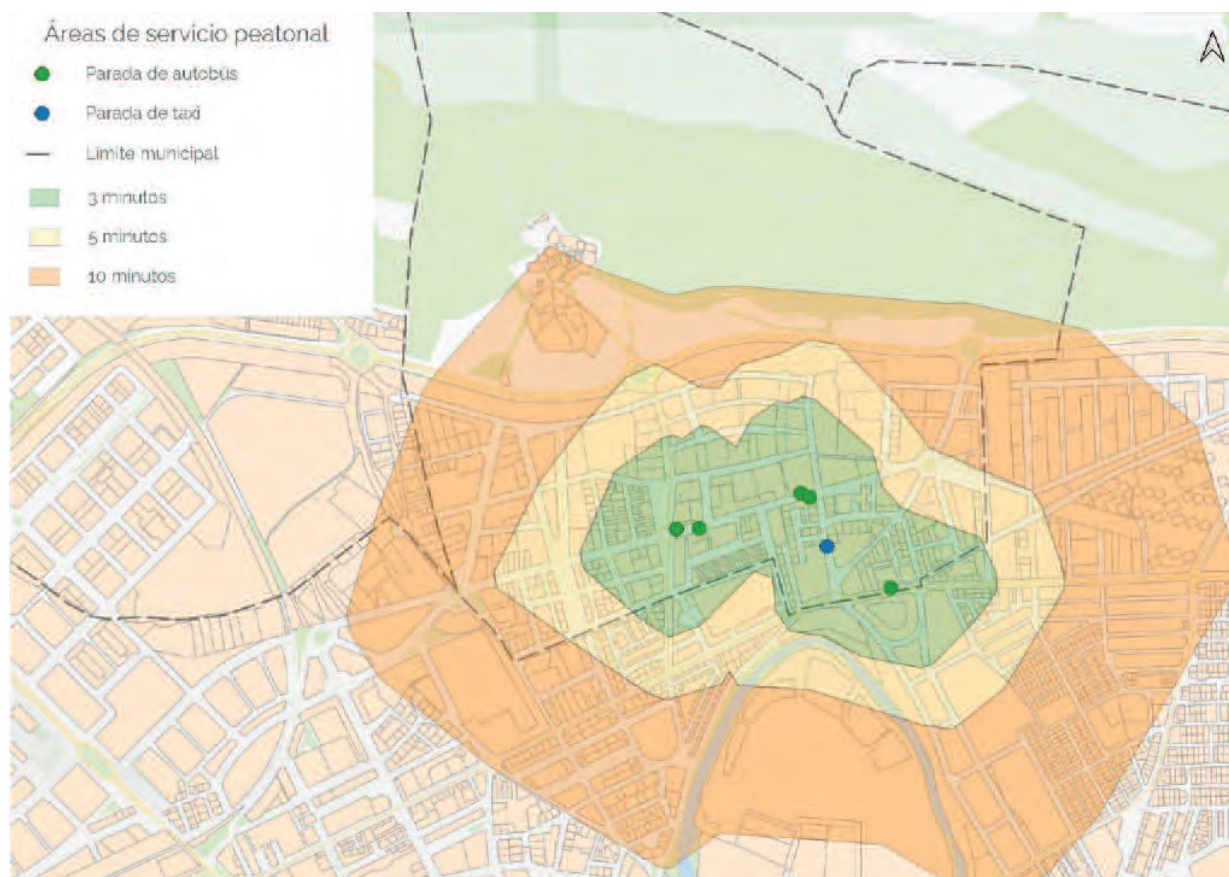 Áreas de servicio peatonal
Parada de autobús
Parada de taxi
Límite municipal
3 minutos
5 minutos
10 minutos